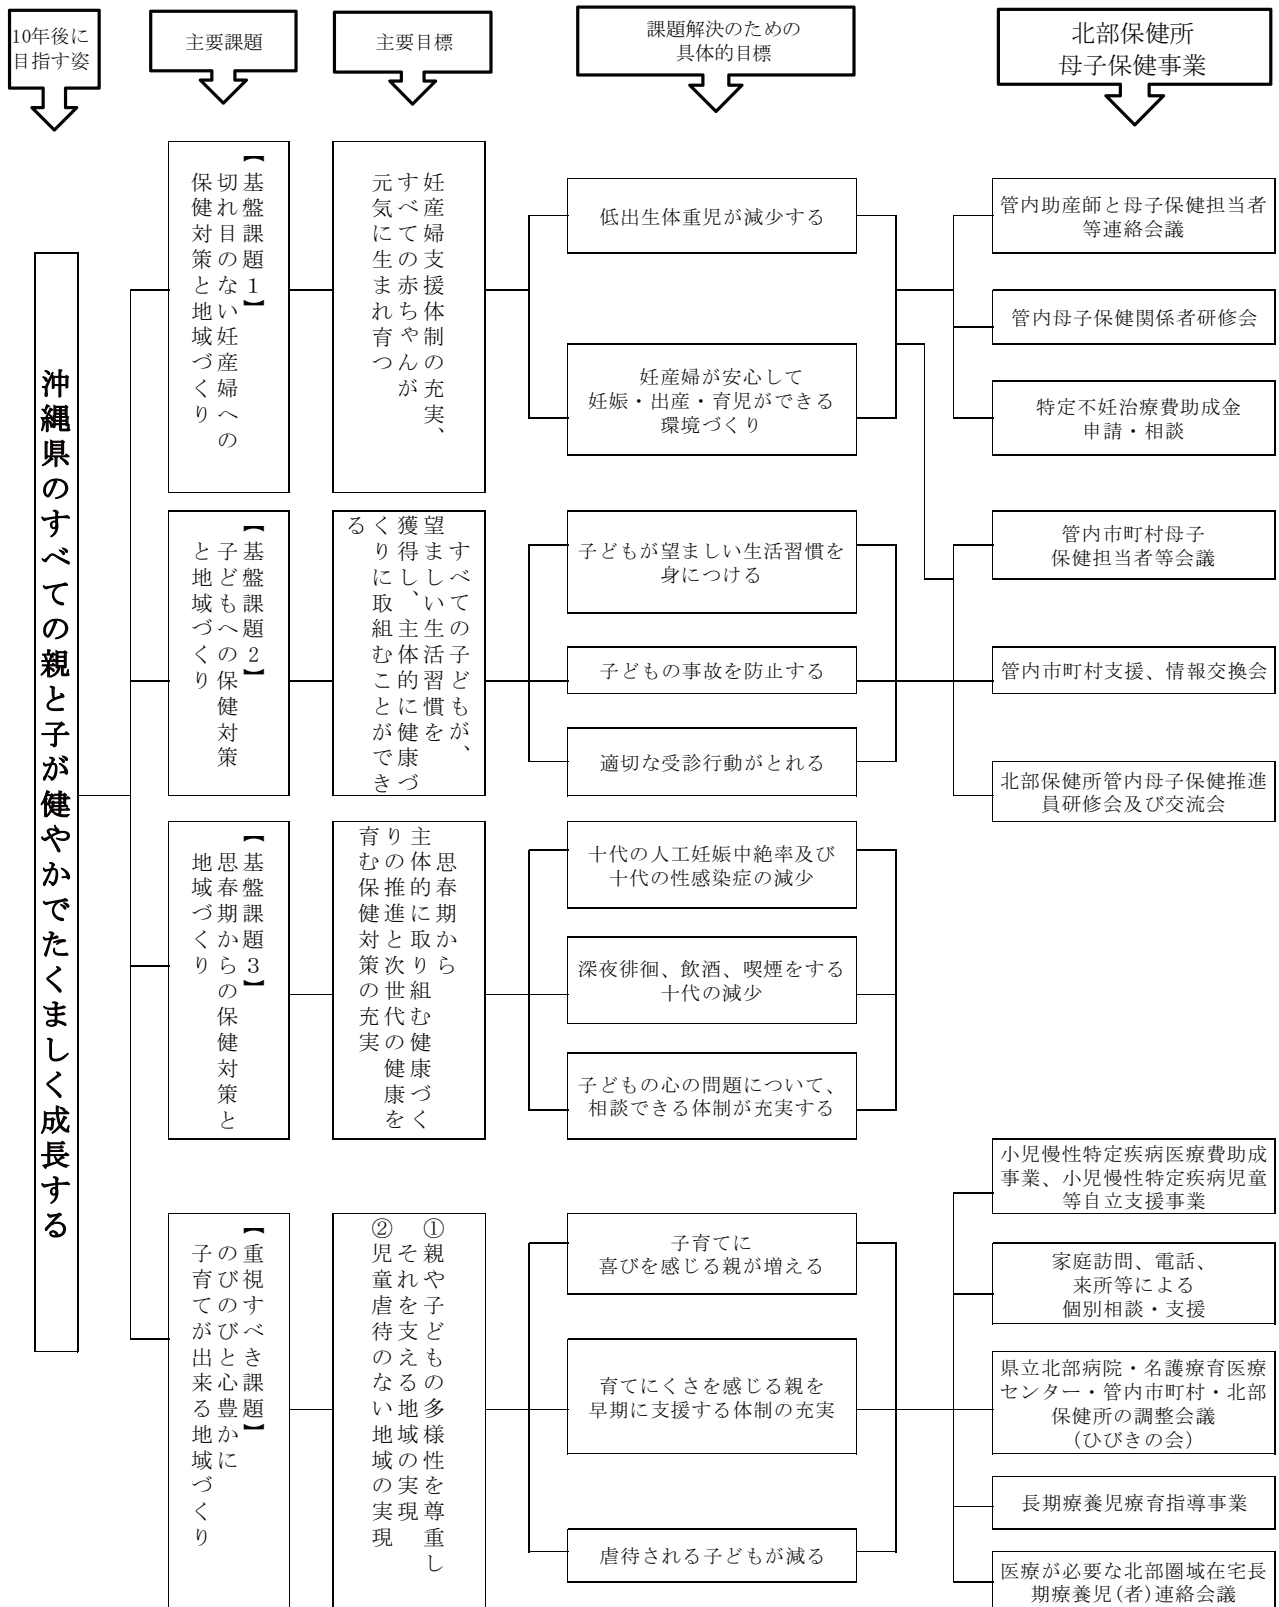 10年後に
目指す姿
主要課題
主要目標
課題解決のための
具体的目標
北部保健所
母子保健事業
沖縄県のすべての親と子が健やかでたくましく成長する
【基盤課題1】
切れ目のない妊産婦への
保健対策と地域づくり
妊産婦支援体制の充実、
すべての赤ちゃんが
元気に生まれ育つ
低出生体重児が減少する
妊産婦が安心して
妊娠・出産・育児ができる
環境づくり
管内助産師と母子保健担当者
等連絡会議
管内母子保健関係者研修会
特定不妊治療費助成金
申請・相談
【基盤課題2】
子どもへの保健対策
と地域づくり
すべての子どもが、
望ましい生活習慣を
獲得し、主体的に健康づ
くりに取組むことができ
る
子どもが望ましい生活習慣を
身につける
子どもの事故を防止する
適切な受診行動がとれる
管内市町村母子
保健担当者等会議
管内市町村支援、情報交換会
北部保健所管内母子保健推進
員研修会及び交流会
【基盤課題3】
思春期からの保健対策と
地域づくり
思春期から
主体的に取り組む健康づく
りの推進と次世代の健康を
育む保健対策の充実
十代の人工妊娠中絶率及び
十代の性感染症の減少
深夜徘徊、飲酒、喫煙をする
十代の減少
子どもの心の問題について、
相談できる体制が充実する
【重視すべき課題】
のびのびと心豊かに
子育てが出来る地域づくり
①親や子どもの多様性を尊重し
それを支える地域の実現
②児童虐待のない地域の実現
子育てに
喜びを感じる親が増える
育てにくさを感じる親を
早期に支援する体制の充実
虐待される子どもが減る
小児慢性特定疾病医療費助成
事業、小児慢性特定疾病児童
等自立支援事業
家庭訪問、電話、
来所等による
個別相談・支援
県立北部病院・名護療育医療
センター・管内市町村・北部
保健所の調整会議
(ひびきの会)
長期療養児療育指導事業
医療が必要な北部圏域在宅長
期療養児(者)連絡会議